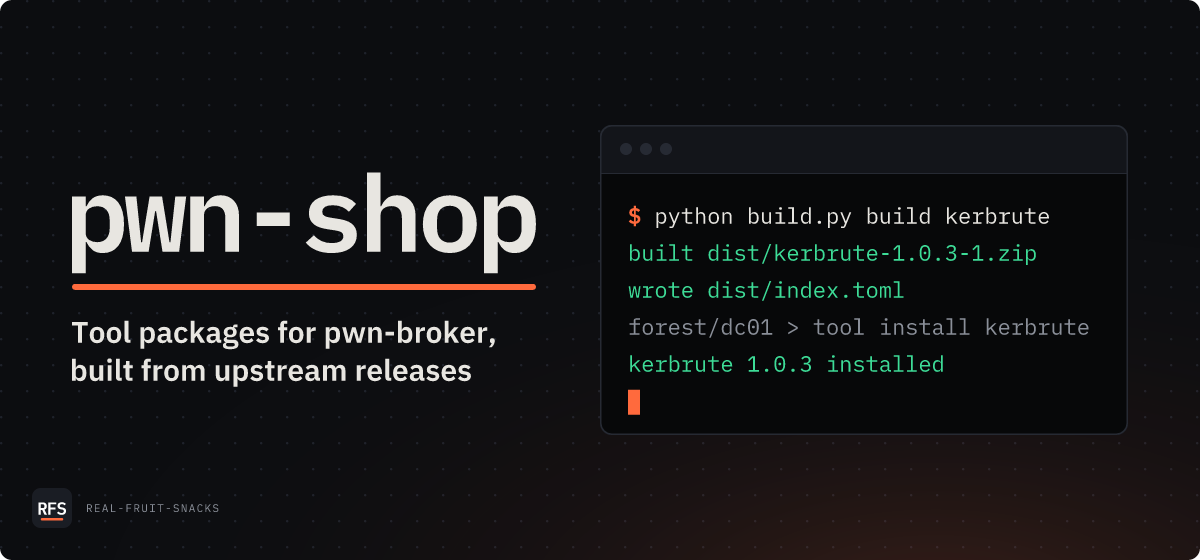 pwn-shop
Tool packages for pwn-broker,
built from upstream releases
$ python build.py build kerbrute
built dist/kerbrute-1.0.3-1.zip
wrote dist/index.toml
forest/dc01 > tool install kerbrute
kerbrute 1.0.3 installed
RFS
REAL-FRUIT-SNACKS